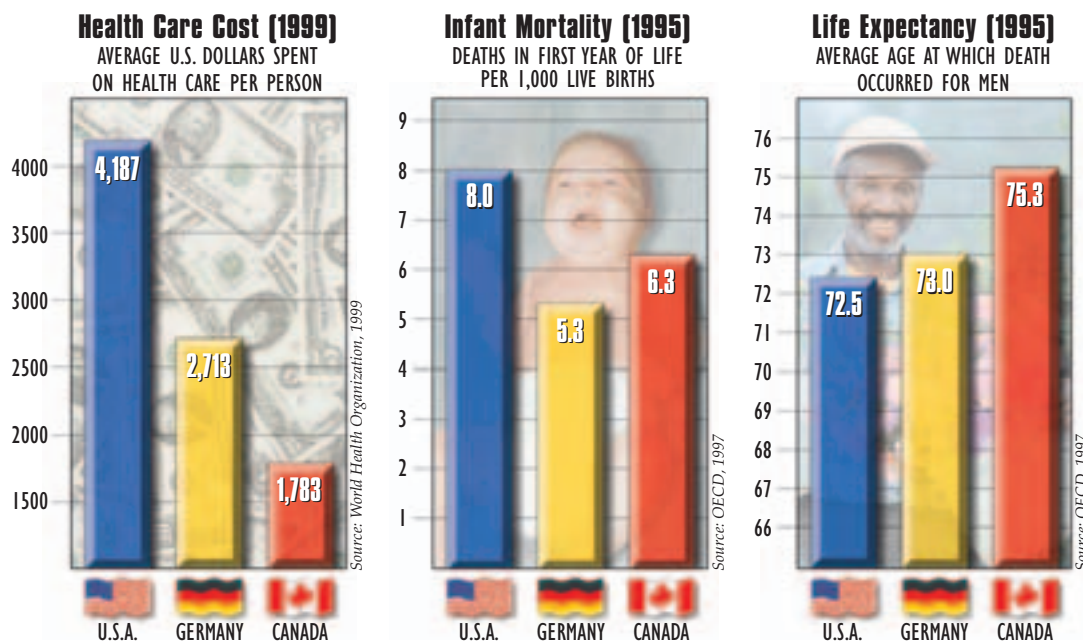 Health Care Cost (1999)
AVERAGE U.S. DOLLARS SPENT
ON HEALTH CARE PER PERSON
4000
3500
3000
2500
2000
1500
4,187
2,713
1,783
Source: World Health Organization, 1999
U.S.A.
GERMANY
CANADA
Infant Mortality (1995)
DEATHS IN FIRST YEAR OF LIFE
PER 1,000 LIVE BIRTHS
9
8
7
6
5
4
3
2
1
8.0
5.3
6.3
Source: OECD, 1997
U.S.A.
GERMANY
CANADA
Life Expectancy (1995)
AVERAGE AGE AT WHICH DEATH
OCCURRED FOR MEN
76
75
74
73
72
71
70
69
68
67
66
72.5
73.0
75.3
Source: OECD, 1997
U.S.A.
GERMANY
CANADA